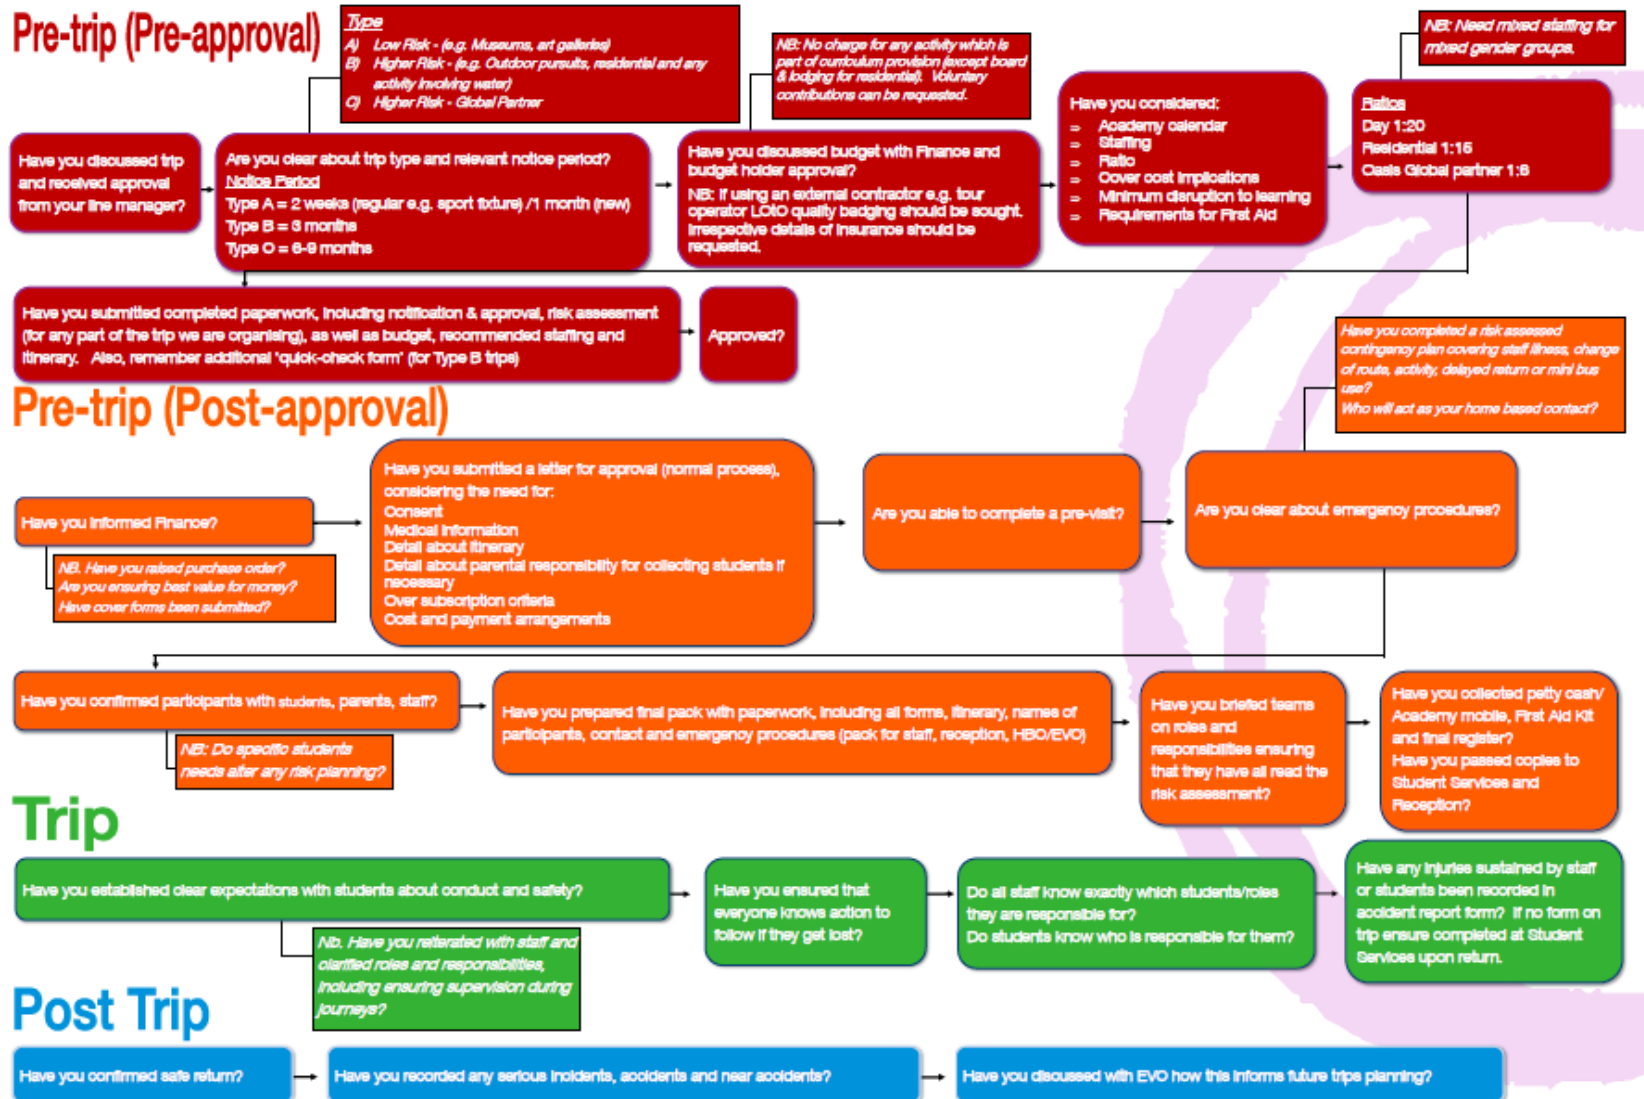 Pre-trip (Pre-approval)
Type
A) Low Risk - (e.g. Museums, art galleries)
B) Higher Risk - (e.g. Outdoor pursuits, residential and any
activity involving water)
C) Higher Risk - Global Partner
NB: No charge for any activity which is
part of curriculum provision (except board
& lodging for residential). Voluntary
contributions can be requested.
NB: Need mixed staffing for
mixed gender groups.
Have you discussed trip
and received approval
from your line manager?
Are you clear about trip type and relevant notice period?
Notice Period
Type A = 2 weeks (regular e.g. sport fixture) /1 month (new)
Type B = 3 months
Type C = 6-9 months
Have you discussed budget with Finance and
budget holder approval?
NB: If using an external contractor e.g. tour
operator LOtC quality badging should be sought.
Irrespective details of insurance should be
requested.
Have you considered:
⇒ Academy calendar
⇒ Staffing
⇒ Ratio
⇒ Cover cost implications
⇒ Minimum disruption to learning
⇒ Requirements for First Aid
Ratios
Day 1:20
Residential 1:15
Oasis Global partner 1:6
Have you submitted completed paperwork, including notification & approval, risk assessment
(for any part of the trip we are organising), as well as budget, recommended staffing and
itinerary. Also, remember additional 'quick-check form' (for Type B trips)
Approved?
Pre-trip (Post-approval)
Have you completed a risk assessed
contingency plan covering staff illness, change
of route, activity, delayed return or mini bus
use?
Who will act as your home based contact?
Have you informed Finance?
NB. Have you raised purchase order?
Are you ensuring best value for money?
Have cover forms been submitted?
Have you submitted a letter for approval (normal process),
considering the need for:
Consent
Medical information
Detail about itinerary
Detail about parental responsibility for collecting students if
necessary
Over subscription criteria
Cost and payment arrangements
Are you able to complete a pre-visit?
Are you clear about emergency procedures?
Have you confirmed participants with students, parents, staff?
NB: Do specific students
needs alter any risk planning?
Have you prepared final pack with paperwork, including all forms, itinerary, names of
participants, contact and emergency procedures (pack for staff, reception, HBO/EVO)
Have you briefed teams
on roles and
responsibilities ensuring
that they have all read the
risk assessment?
Have you collected petty cash/
Academy mobile, First Aid Kit
and final register?
Have you passed copies to
Student Services and
Reception?
Trip
Have you established clear expectations with students about conduct and safety?
Nb. Have you reiterated with staff and
clarified roles and responsibilities,
including ensuring supervision during
journeys?
Have you ensured that
everyone knows action to
follow if they get lost?
Do all staff know exactly which students/roles
they are responsible for?
Do students know who is responsible for them?
Have any injuries sustained by staff
or students been recorded in
accident report form? If no form on
trip ensure completed at Student
Services upon return.
Post Trip
Have you confirmed safe return?
Have you recorded any serious incidents, accidents and near accidents?
Have you discussed with EVO how this informs future trips planning?